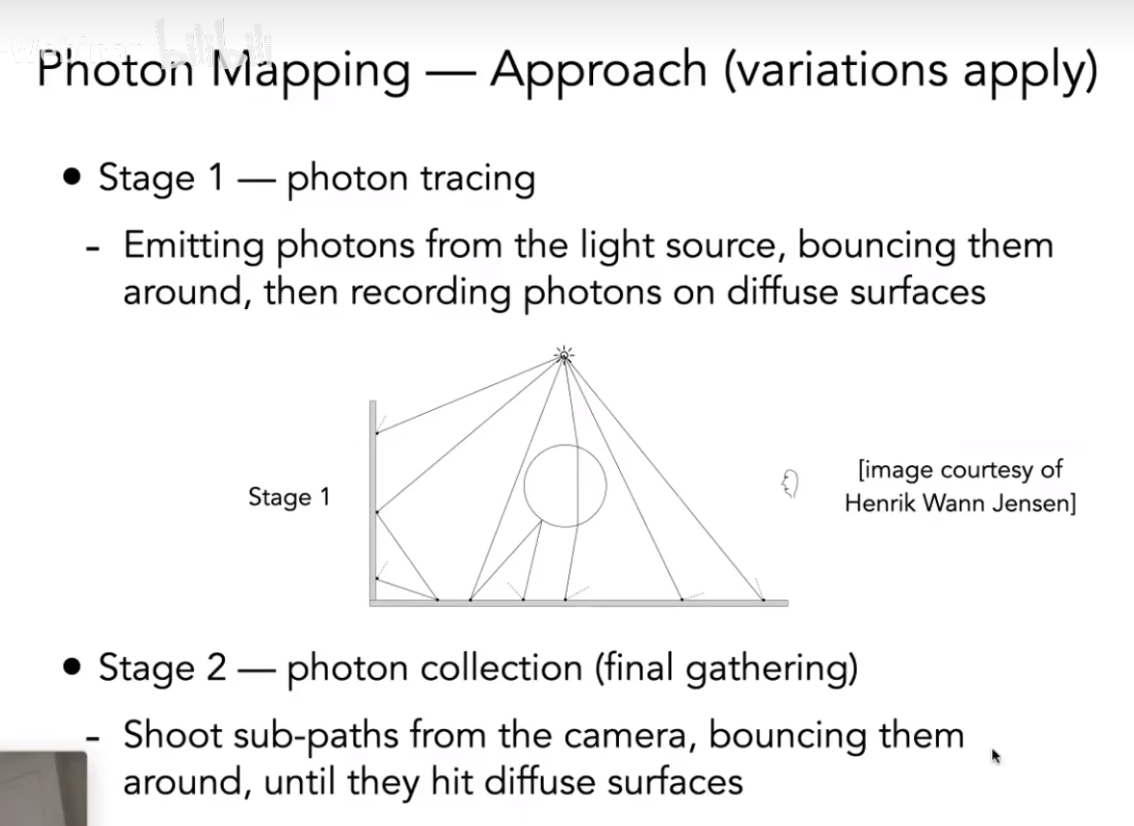 Webinar bilibili
Photon Mapping — Approach (variations apply)
• Stage 1 — photon tracing
- Emitting photons from the light source, bouncing them
around, then recording photons on diffuse surfaces
Stage 1
[image courtesy of
Henrik Wann Jensen]
• Stage 2 — photon collection (final gathering)
- Shoot sub-paths from the camera, bouncing them
around, until they hit diffuse surfaces